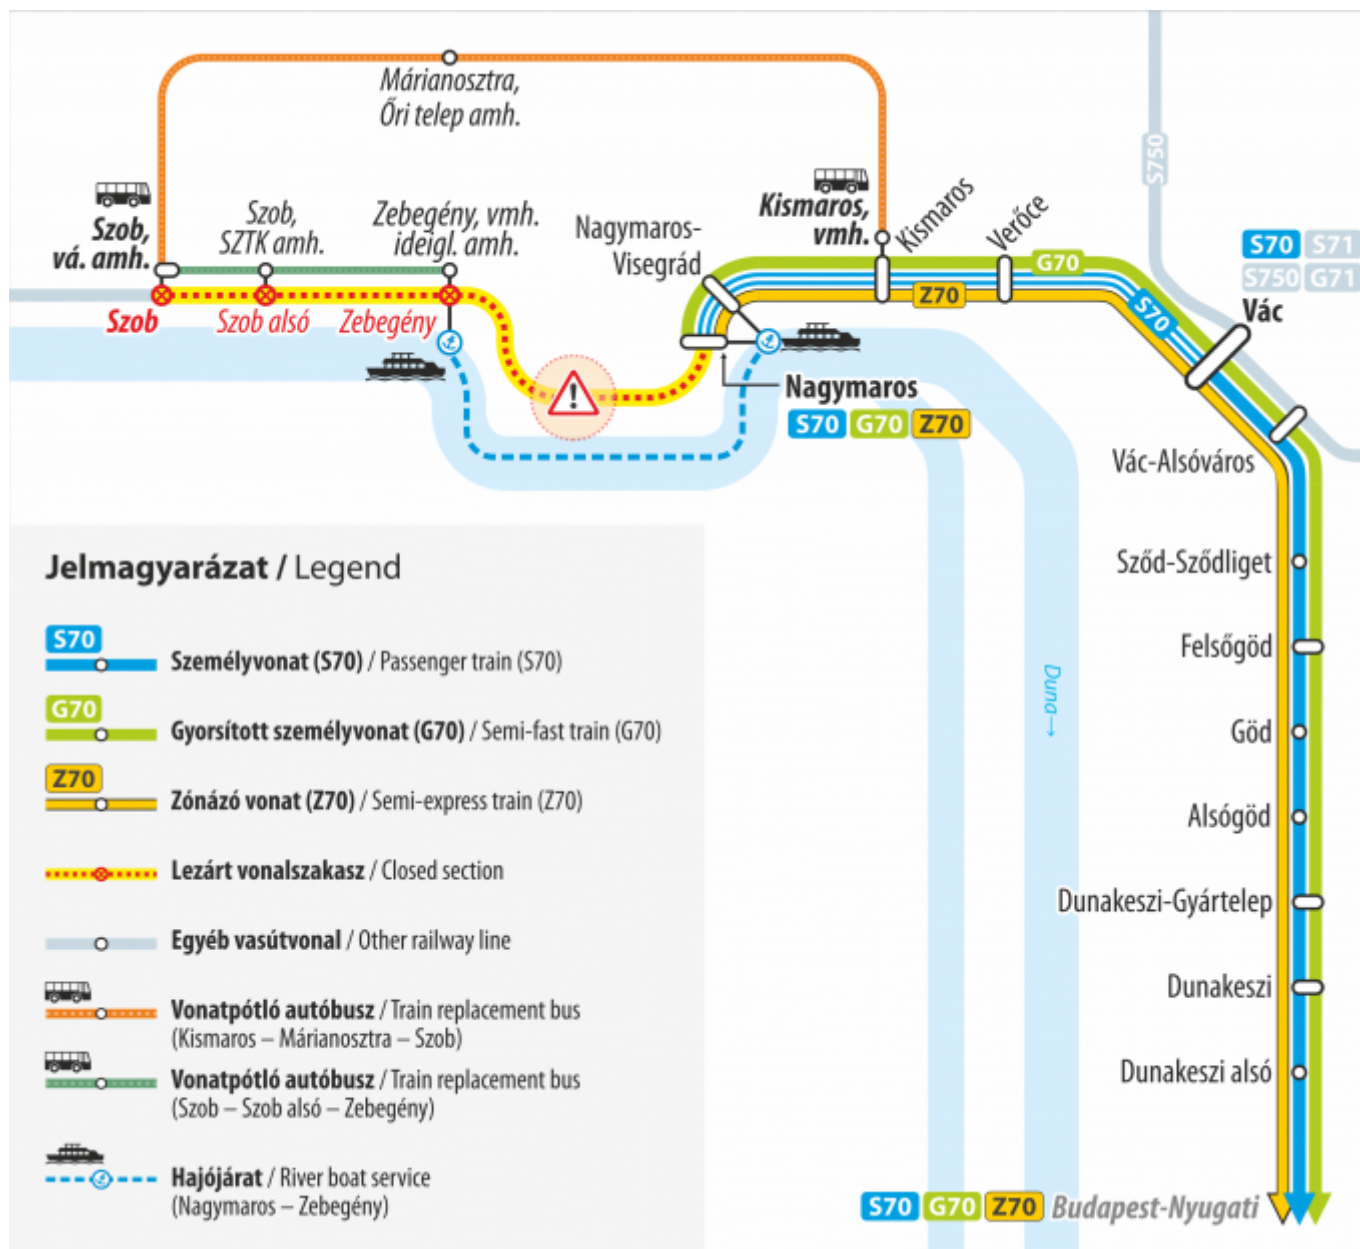 Márianosztra,
Őri telep amh.
S750
Szob,
vá. amh.
Szob,
SZTK amh.
Zebegény, vmh.
ideigl. amh.
Nagymaros-
Visegrád
Kismaros,
vmh.
Kismaros
Verőce
G70
Z70
S70
S70 S71
S750 G71
Vác
Szob
Szob alsó
Zebegény
Nagymaros
S70 G70 Z70
Vác-Alsóváros
Sződ-Sződliget
Felsőgöd
Göd
Alsógöd
Dunakeszi-Gyártelep
Dunakeszi
Dunakeszi alsó
Duna→
S70 G70 Z70 Budapest-Nyugati
Jelmagyarázat / Legend
S70
Személyvonat (S70) / Passenger train (S70)
G70
Gyorsított személyvonat (G70) / Semi-fast train (G70)
Z70
Zónázó vonat (Z70) / Semi-express train (Z70)
Lezárt vonalszakasz / Closed section
Egyéb vasútvonal / Other railway line
Vonatpótló autóbusz / Train replacement bus
(Kismaros – Márianosztra – Szob)
Vonatpótló autóbusz / Train replacement bus
(Szob – Szob alsó – Zebegény)
Hajójárat / River boat service
(Nagymaros – Zebegény)